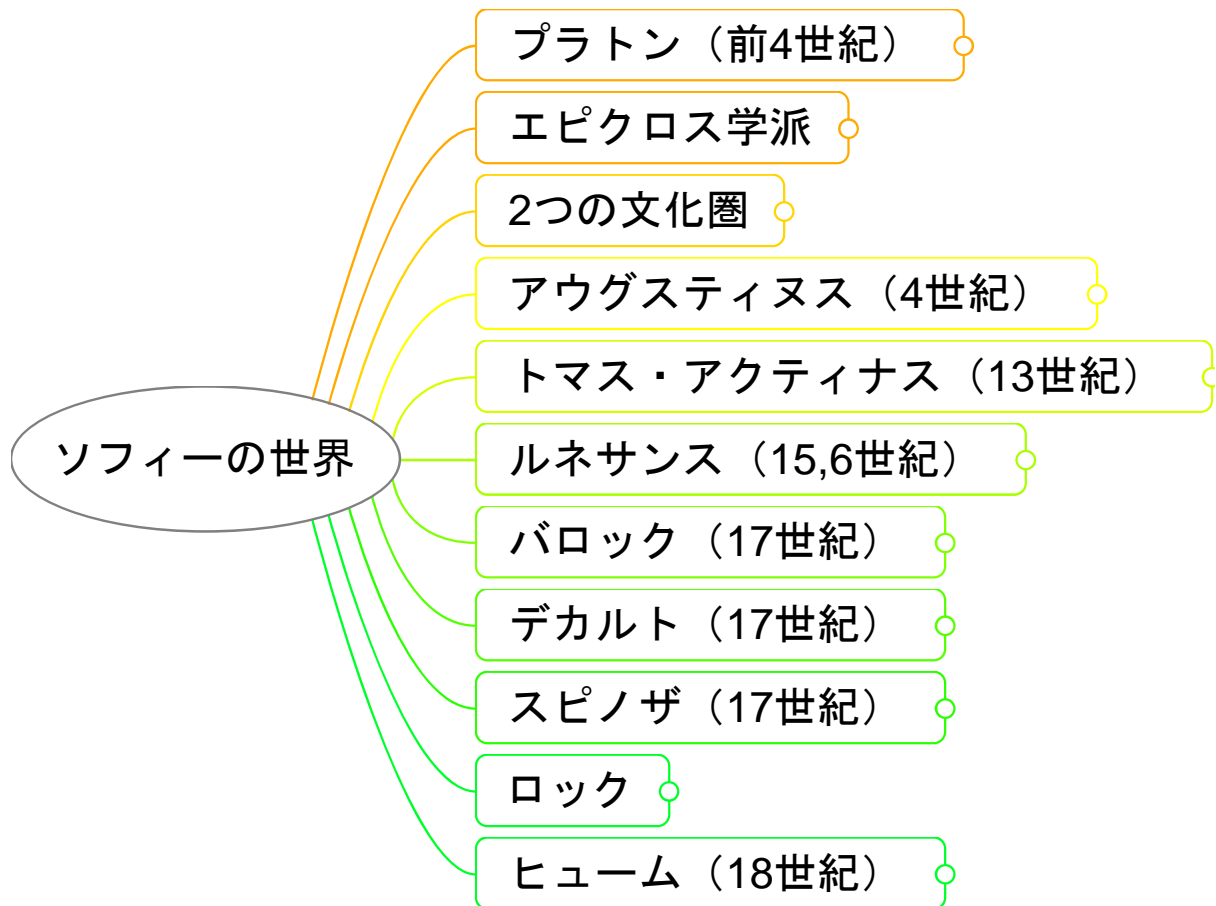 プラトン（前4世紀）
エピクロス学派
2つの文化圏
アウグスティヌス（4世紀）
トマス・アクティナス（13世紀）
ソフィーの世界
ルネサンス（15,6世紀）
バロック（17世紀）
デカルト（17世紀）
スピノザ（17世紀）
ロック
ヒューム（18世紀）